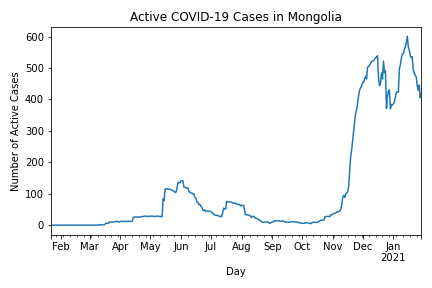 Active COVID-19 Cases in Mongolia
Number of Active Cases
600
500
400
300
200
100
0
Feb Mar Apr May Jun Jul Aug Sep Oct Nov Dec Jan
2021
Day